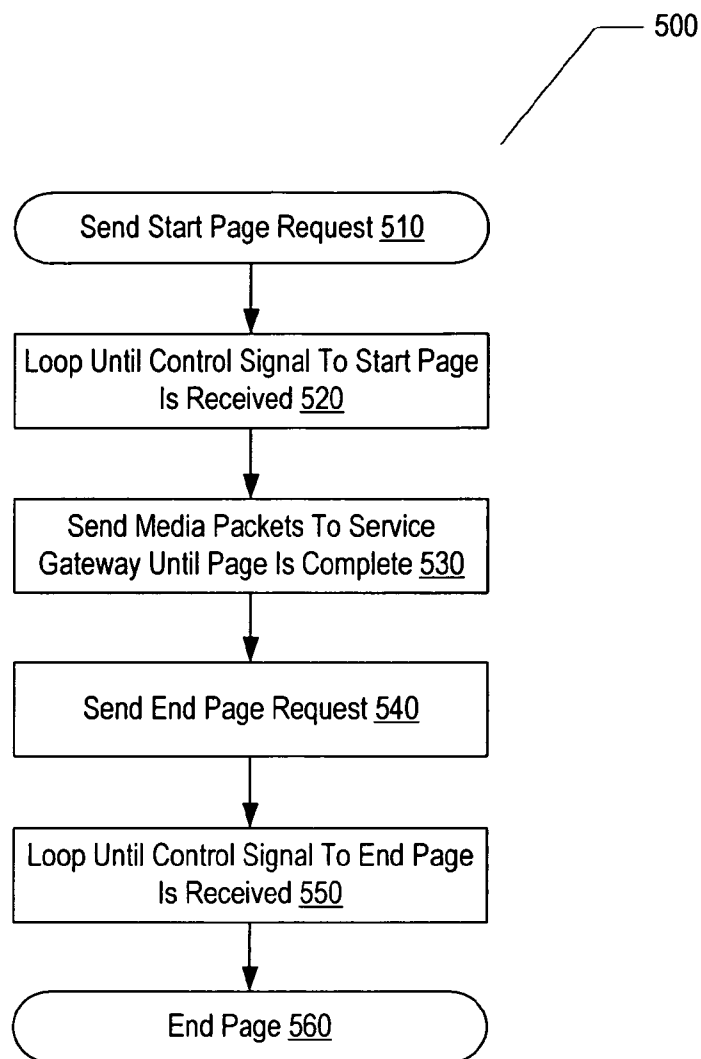 500
Send Start Page Request 510
Loop Until Control Signal To Start Page
Is Received 520
Send Media Packets To Service
Gateway Until Page Is Complete 530
Send End Page Request 540
Loop Until Control Signal To End Page
Is Received 550
End Page 560